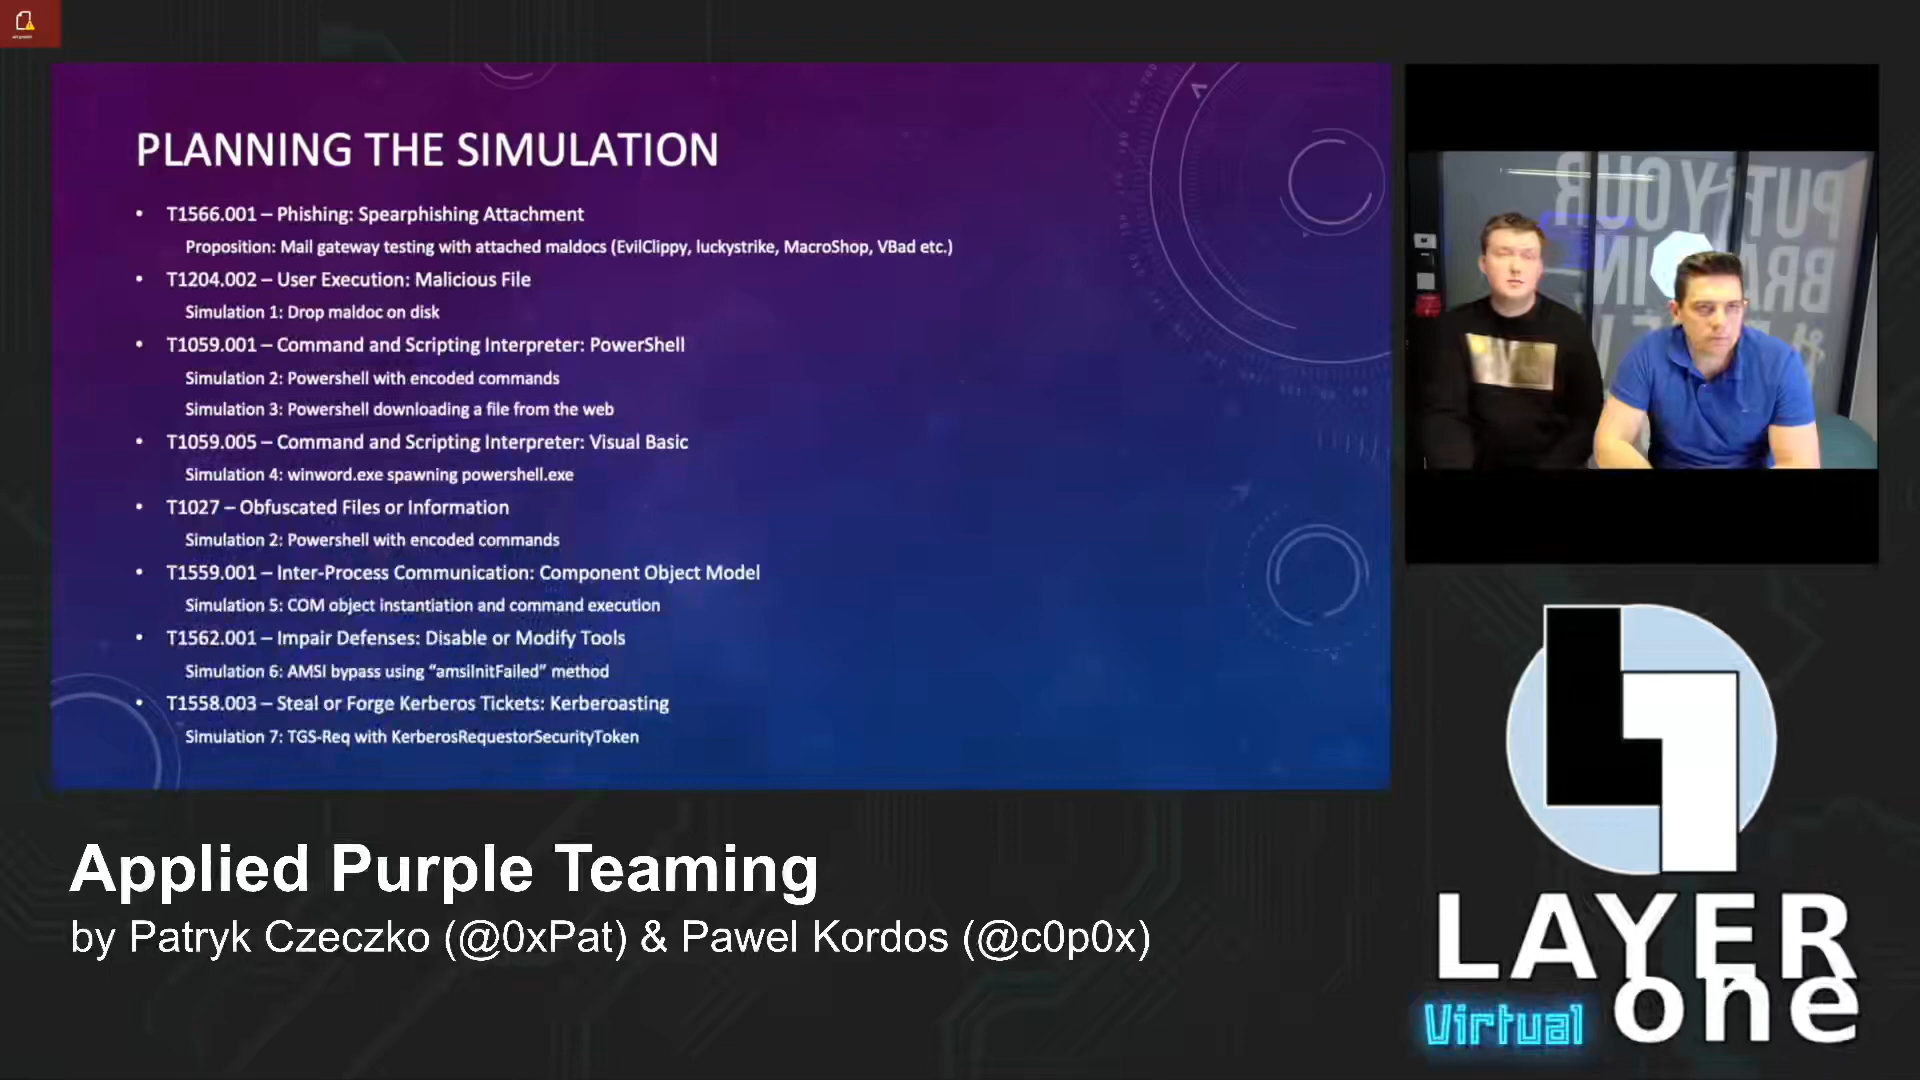 PLANNING THE SIMULATION
• T1566.001 – Phishing: Spearphishing Attachment
Proposition: Mail gateway testing with attached maldocs (EvilClippy, luckystrike, MacroShop, VBad etc.)
• T1204.002 – User Execution: Malicious File
Simulation 1: Drop maldoc on disk
• T1059.001 – Command and Scripting Interpreter: PowerShell
Simulation 2: Powershell with encoded commands
Simulation 3: Powershell downloading a file from the web
• T1059.005 – Command and Scripting Interpreter: Visual Basic
Simulation 4: winword.exe spawning powershell.exe
• T1027 – Obfuscated Files or Information
Simulation 2: Powershell with encoded commands
• T1559.001 – Inter-Process Communication: Component Object Model
Simulation 5: COM object instantiation and command execution
• T1562.001 – Impair Defenses: Disable or Modify Tools
Simulation 6: AMSI bypass using “amsiInitFailed” method
• T1558.003 – Steal or Forge Kerberos Tickets: Kerberoasting
Simulation 7: TGS-Req with KerberosRequestorSecurityToken
PUT YOUR
Applied Purple Teaming
by Patryk Czeczko (@0xPat) & Pawel Kordos (@c0p0x)
LAYER
one
Virtual